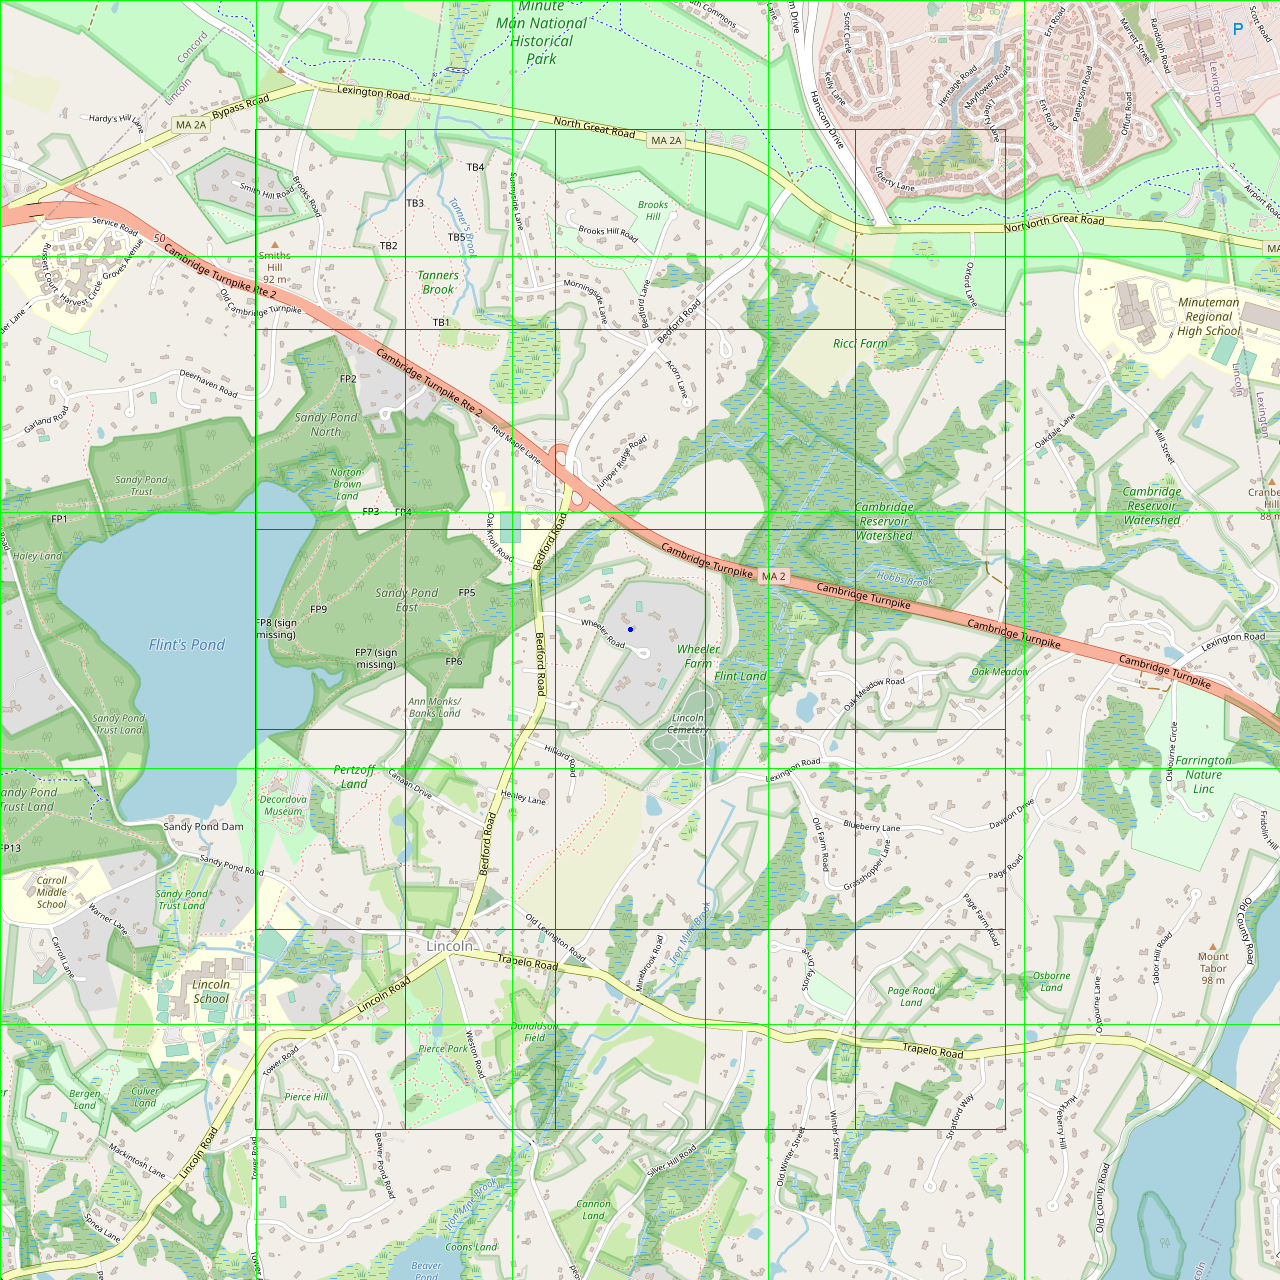 Minute
Man National
Historical
Park
Concord
Lincoln
Bypass Road
Lexington Road
North Great Road
MA 2A
MA 2A
Hardy's Hill Lane
Hanscom Drive
Scott Circle
Kelly Lane
Heritage Road
Mayflower Road
Liberty Lane
Ent Road
Ent Road
Patterson Road
Offutt Road
Marrett Street
Randolph Road
Scott Road
P
Lexington
Lincoln
Airport Road
TB4
TB3
TB2
TB5
TB1
Tanner's Brook
Sunnyside Lane
Smith Hill Road
Brooks Road
Brooks
Hill
Brooks Hill Road
North Great Road
Service Road
50
Cambridge Turnpike Rte 2
Russett Court
Harvest Circle
Groves Avenue
Smiths
Hill
92 m
Old Cambridge Turnpike
Tanners
Brook
Morningside Lane
Bedford Lane
Bedford Road
Oxford Lane
Minuteman
Regional
High School
Ricci Farm
Acorn Lane
Cambridge Turnpike Rte 2
Deerhaven Road
Garland Road
FP2
Sandy Pond
North
Red Maple Lane
Juniper Ridge Road
Oakdale Lane
Mill Street
Lincoln
Lexington
Sandy Pond
Trust
Norton-
Brown
Land
FP1
FP3
FP4
Haley Land
Oak Knoll Road
Bedford Road
Cambridge
Reservoir
Watershed
Cambridge
Reservoir
Watershed
88 m
Cambridge Turnpike
MA 2
Hobbs Brook
Cambridge Turnpike
Cambridge Turnpike
Cambridge Turnpike
Lexington Road
Flint's Pond
FP9
FP8 (sign
missing)
Sandy Pond
East
FP5
FP7 (sign
missing)
FP6
Wheeler Road
Bedford Road
Wheeler
Farm
Flint Land
Oak Meadow
Oak Meadow Road
Sandy Pond
Trust Land
Ann Monks/
Banks Land
Lincoln
Cemetery
Osbourne Circle
Farrington
Nature
Linc
Hilliard Road
Lexington Road
Pertzoff
Land
Canaan Drive
Henley Lane
Decordova
Museum
Sandy Pond Dam
Bedford Road
Old Farm Road
Blueberry Lane
Grasshopper Lane
Davison Drive
Page Road
Fridolin Hill
FP13
Carroll
Middle
School
Sandy Pond Road
Sandy Pond
Trust Land
Warner Lane
Carroll Lane
Old Lexington Road
Iron Mine Brook
Page Farm Road
Old County Road
Lincoln
Trapelo Road
Minebrook Road
Storey Drive
Tabor Hill Road
Mount
Tabor
98 m
Lincoln
School
Lincoln Road
Page Road
Land
Osborne
Land
Osbourne Lane
Donaldson
Field
Trapelo Road
Tower Road
Pierce Park
Weston Road
Bergen
Land
Culver
Land
Pierce Hill
Mackintosh Lane
Lincoln Road
Tower Road
Beaver Pond Road
Silver Hill Road
Old Winter Street
Winter Street
Stratford Way
Huckleberry Hill
Old County Road
Spriea Lane
Iron Mine Brook
Cannon
Land
Coons Land
Beaver
Pond